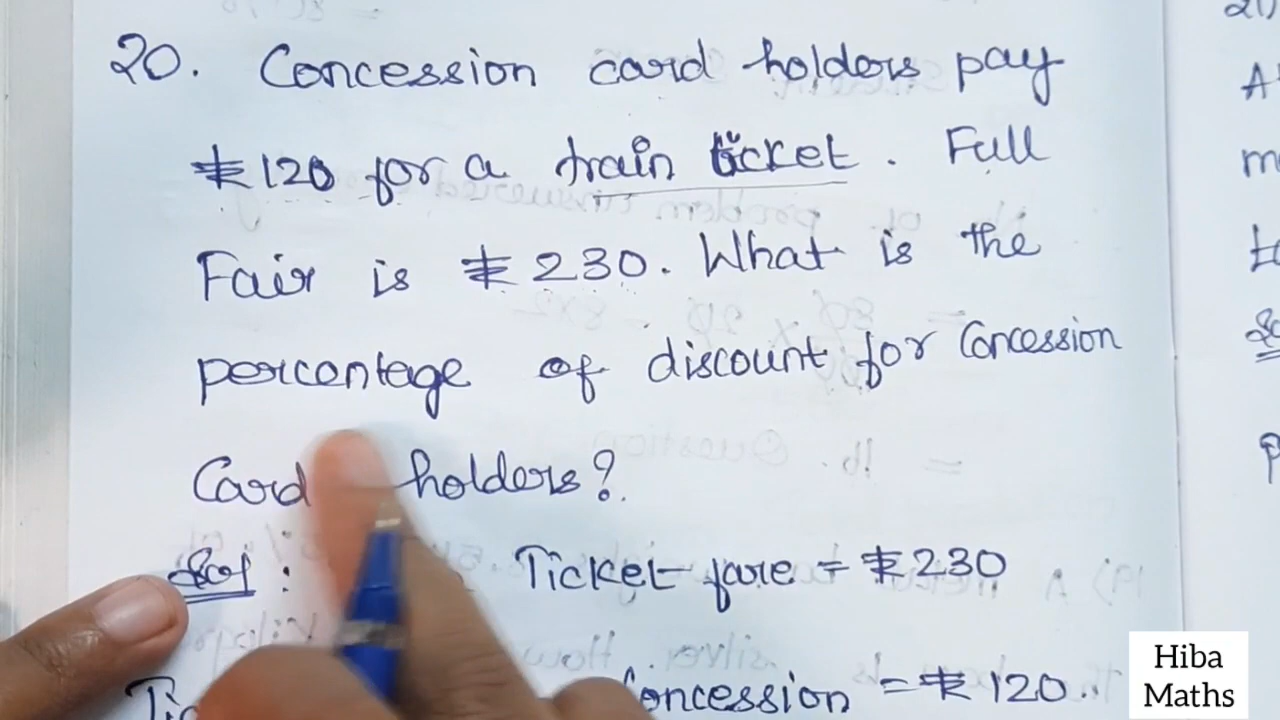 20. Concession card holders pay
₹120 for a train ticket. Full
Fair is ₹230. What is the
percentage of discount for Concession
Card holders?
Sol: Ticket fare = ₹230
Concession = ₹120.
Hiba
Maths